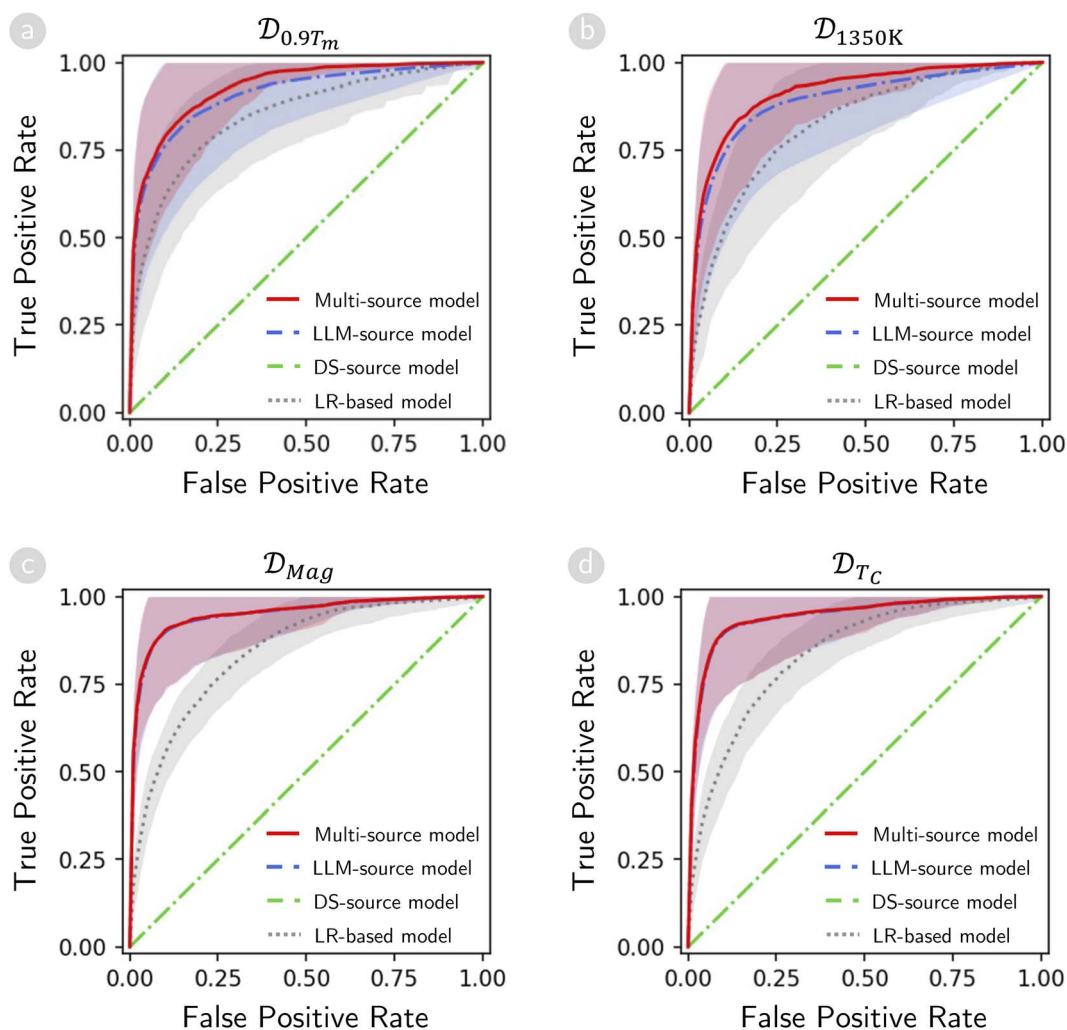 a
𝒟0.9Tm
1.00
0.75
0.50
0.25
0.00
True Positive Rate
Multi-source model
LLM-source model
DS-source model
LR-based model
0.00 0.25 0.50 0.75 1.00
False Positive Rate
b
𝒟1350K
1.00
0.75
0.50
0.25
0.00
True Positive Rate
Multi-source model
LLM-source model
DS-source model
LR-based model
0.00 0.25 0.50 0.75 1.00
False Positive Rate
c
𝒟Mag
1.00
0.75
0.50
0.25
0.00
True Positive Rate
Multi-source model
LLM-source model
DS-source model
LR-based model
0.00 0.25 0.50 0.75 1.00
False Positive Rate
d
𝒟TC
1.00
0.75
0.50
0.25
0.00
True Positive Rate
Multi-source model
LLM-source model
DS-source model
LR-based model
0.00 0.25 0.50 0.75 1.00
False Positive Rate